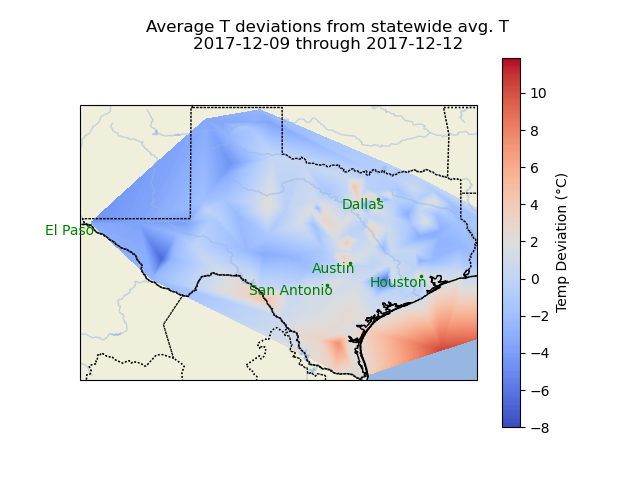 Average T deviations from statewide avg. T
2017-12-09 through 2017-12-12
El Paso
Dallas
Austin
Houston
San Antonio
10
8
6
4
2
0
−2
−4
−6
−8
Temp Deviation (°C)